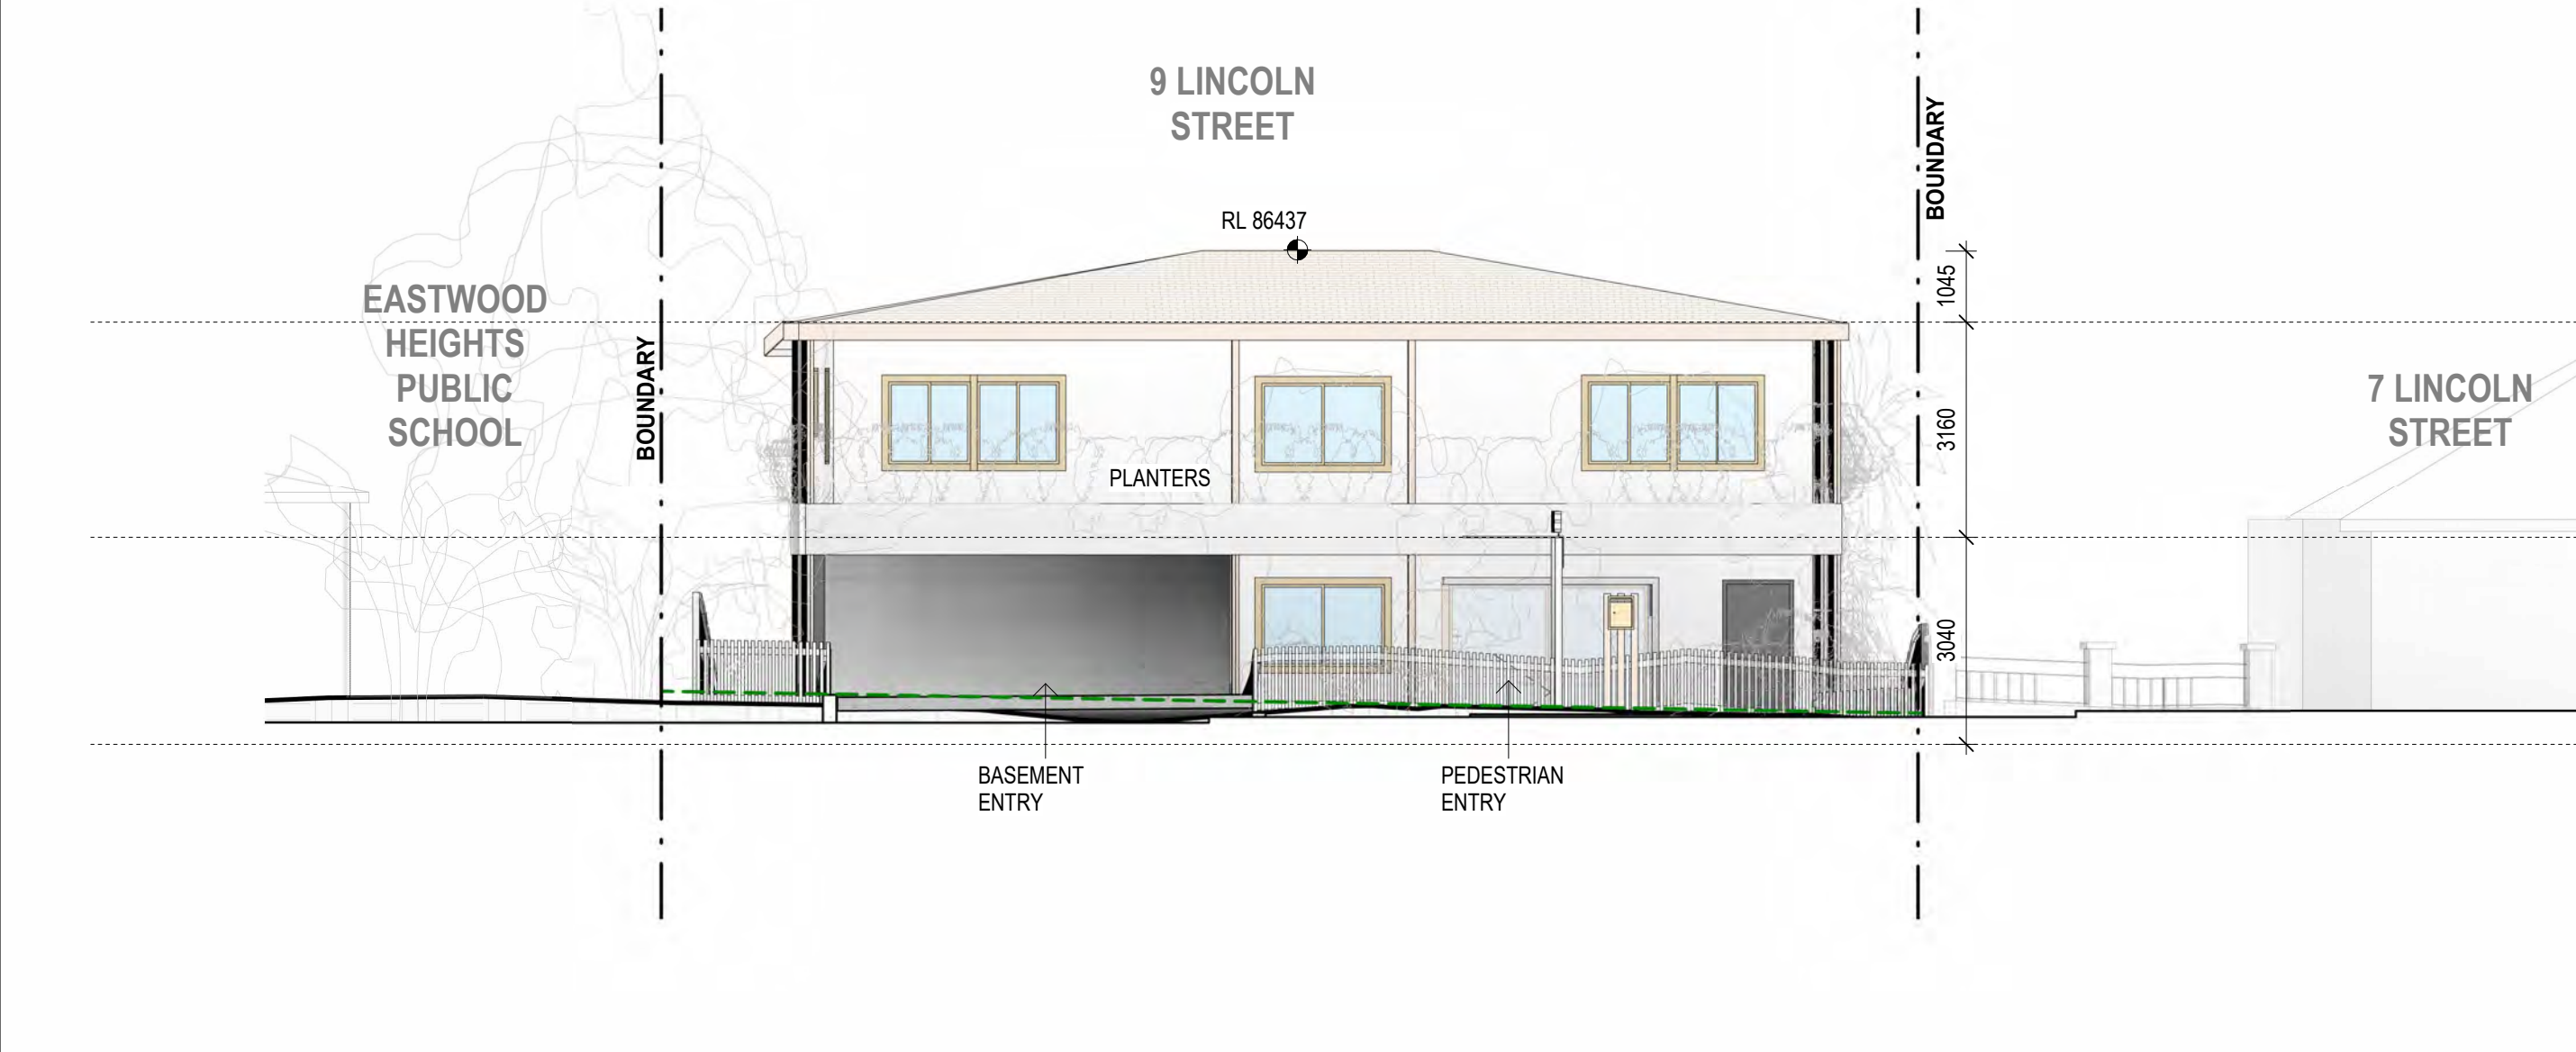 9 LINCOLN
STREET
BOUNDARY
RL 86437
1045
EASTWOOD
HEIGHTS
PUBLIC
SCHOOL
BOUNDARY
7 LINCOLN
STREET
3160
PLANTERS
3040
BASEMENT
ENTRY
PEDESTRIAN
ENTRY